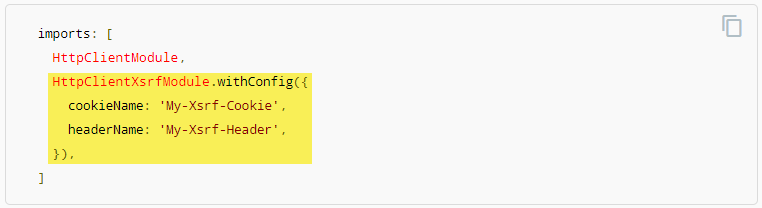 imports: [
  HttpClientModule,
  HttpClientXsrfModule.withConfig({
    cookieName: 'My-Xsrf-Cookie',
    headerName: 'My-Xsrf-Header',
  }),
]